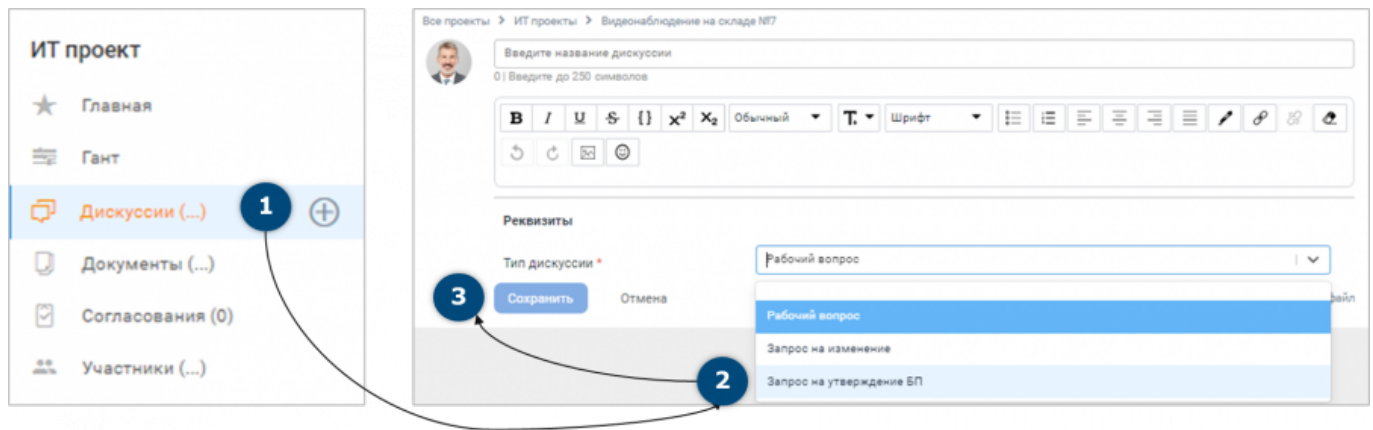 ИТ проект
Главная
Гант
Дискуссии (...)
1
Документы (...)
Согласования (0)
Участники (...)
Все проекты > ИТ проекты > Видеонаблюдение на складе №7
Введите название дискуссии
0 | Введите до 250 символов
B I U S {} x² x₂ Обычный T. Шрифт
Реквизиты
Тип дискуссии * Рабочий вопрос
3 Сохранить Отмена файл
Рабочий вопрос
Запрос на изменение
2 Запрос на утверждение БП